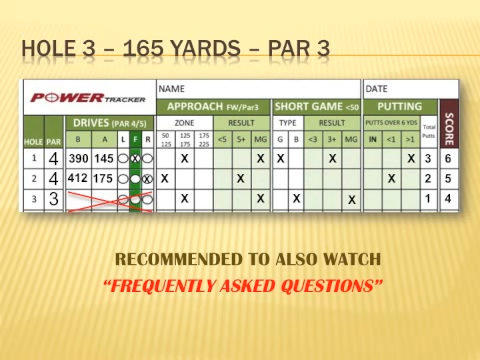 HOLE 3 – 165 YARDS – PAR 3
POWER TRACKER NAME DATE
APPROACH FW/Par3 SHORT GAME <50 PUTTING SCORE
DRIVES (PAR 4/5) ZONE RESULT TYPE RESULT PUTTS OVER 6 YDS Total Putts
HOLE PAR B A L F R 50 125 125 175 175 225 <5 5+ MG G B <3 3+ MG IN <1 >1
1 4 390 145 X X X X X 3 6
2 4 412 175 X X X X 2 5
3 3 X X X X 1 4
RECOMMENDED TO ALSO WATCH
“FREQUENTLY ASKED QUESTIONS”